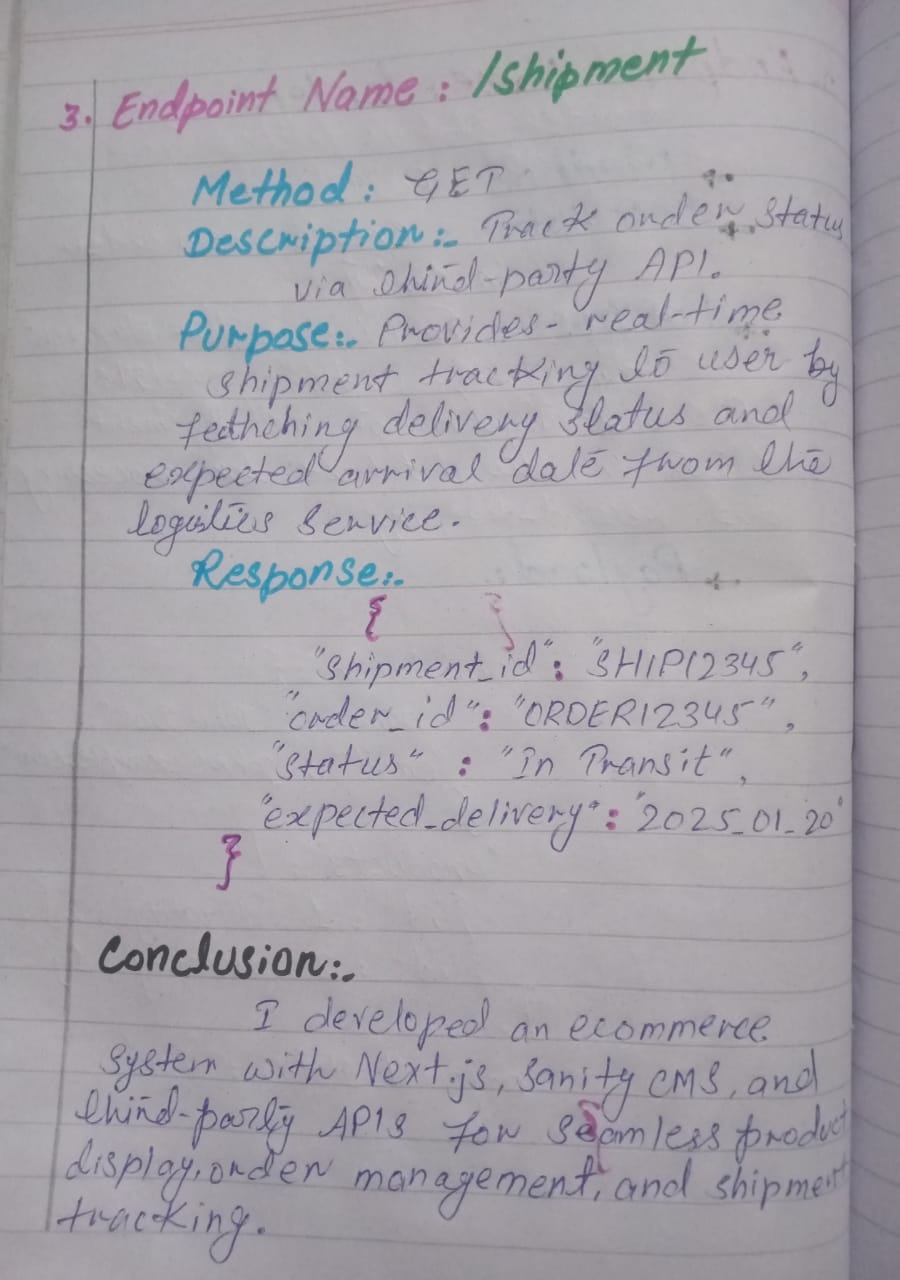 3. Endpoint Name : /shipment
Method : GET
Description :- Track order status
via third-party API.
Purpose :- Provides - real-time
shipment tracking to user by
fecthching delivery status and
expected arrival date from the
logistics service.
Response :-
{ }
"shipment_id" : "SHIP12345",
"order_id" : "ORDER12345",
"status" : "In Transit",
"expected_delivery" : "2025_01_20"
}
Conclusion :-
I developed an ecommerce
system with Next.js, Sanity CMS, and
third-party APIs for seamless product
display, order management, and shipment
tracking.